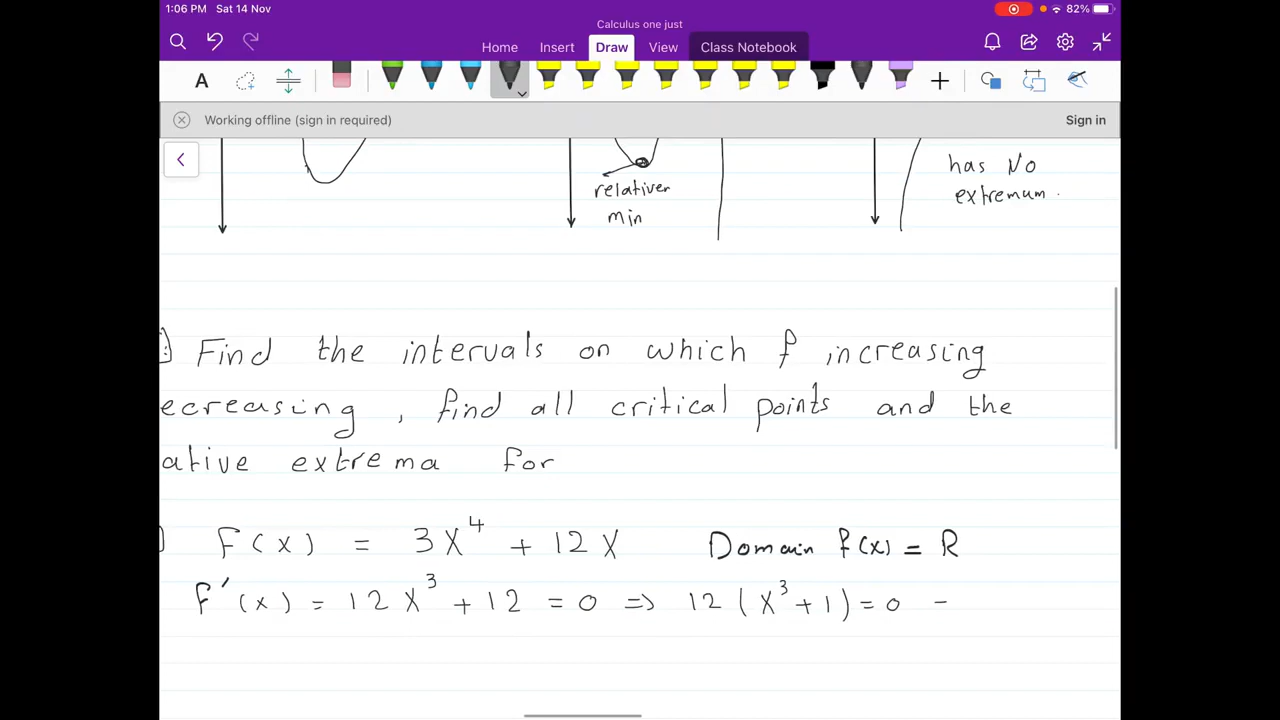 1:06 PM Sat 14 Nov
82%
Calculus one just
Home Insert Draw View Class Notebook
A
Working offline (sign in required) Sign in
relativer
min
has No
extremum
Find the intervals on which f increasing
ecreasing , find all critical points and the
ative extrema for
f(x) = 3x⁴ + 12x Domain f(x) = R
f'(x) = 12x³ + 12 = 0 ⇒ 12(x³+1) = 0 -